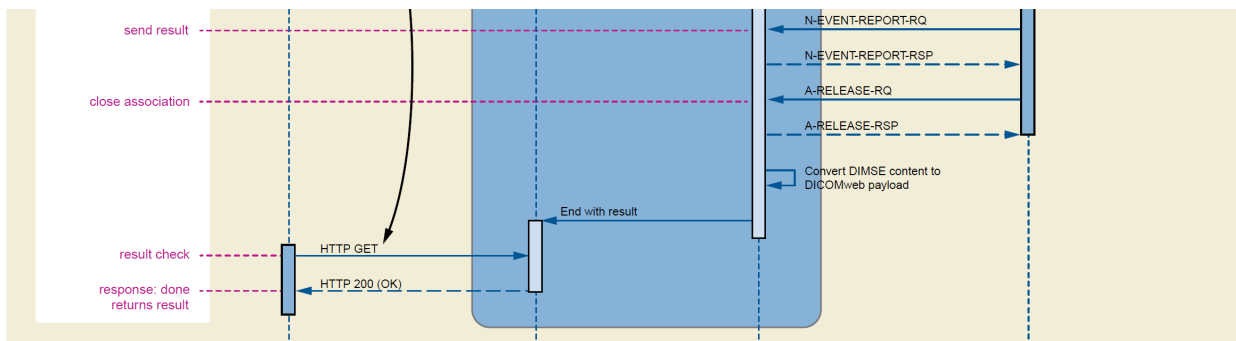 N-EVENT-REPORT-RQ
send result
N-EVENT-REPORT-RSP
A-RELEASE-RQ
close association
A-RELEASE-RSP
Convert DIMSE content to
DICOMweb payload
End with result
HTTP GET
result check
HTTP 200 (OK)
response: done
returns result